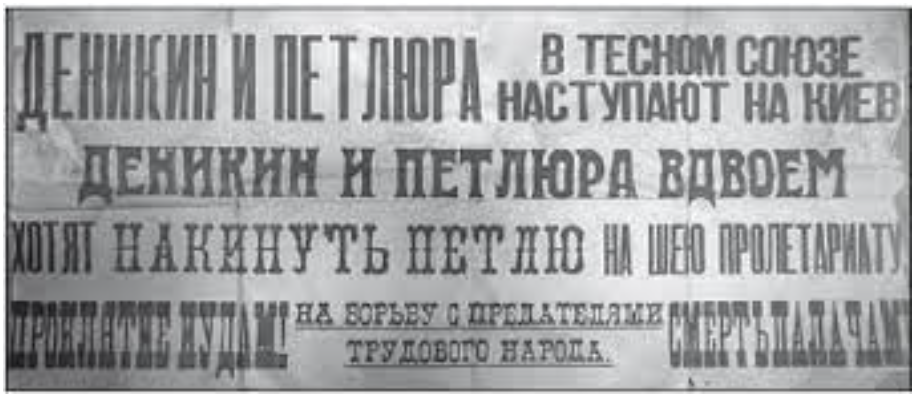 ДЕНИКИН И ПЕТЛЮРА В ТЕСНОМ СОЮЗЕ
НАСТУПАЮТ НА КИЕВ
ДЕНИКИН И ПЕТЛЮРА ВДВОЕМ
ХОТЯТ НАКИНУТЬ ПЕТЛЮ НА ШЕЮ ПРОЛЕТАРИАТУ
ПРОКЛЯТИЕ ИУДАМ! НА БОРЬБУ С ПРЕДАТЕЛЯМИ
ТРУДОВОГО НАРОДА. СМЕРТЬ ПАЛАЧАМ!